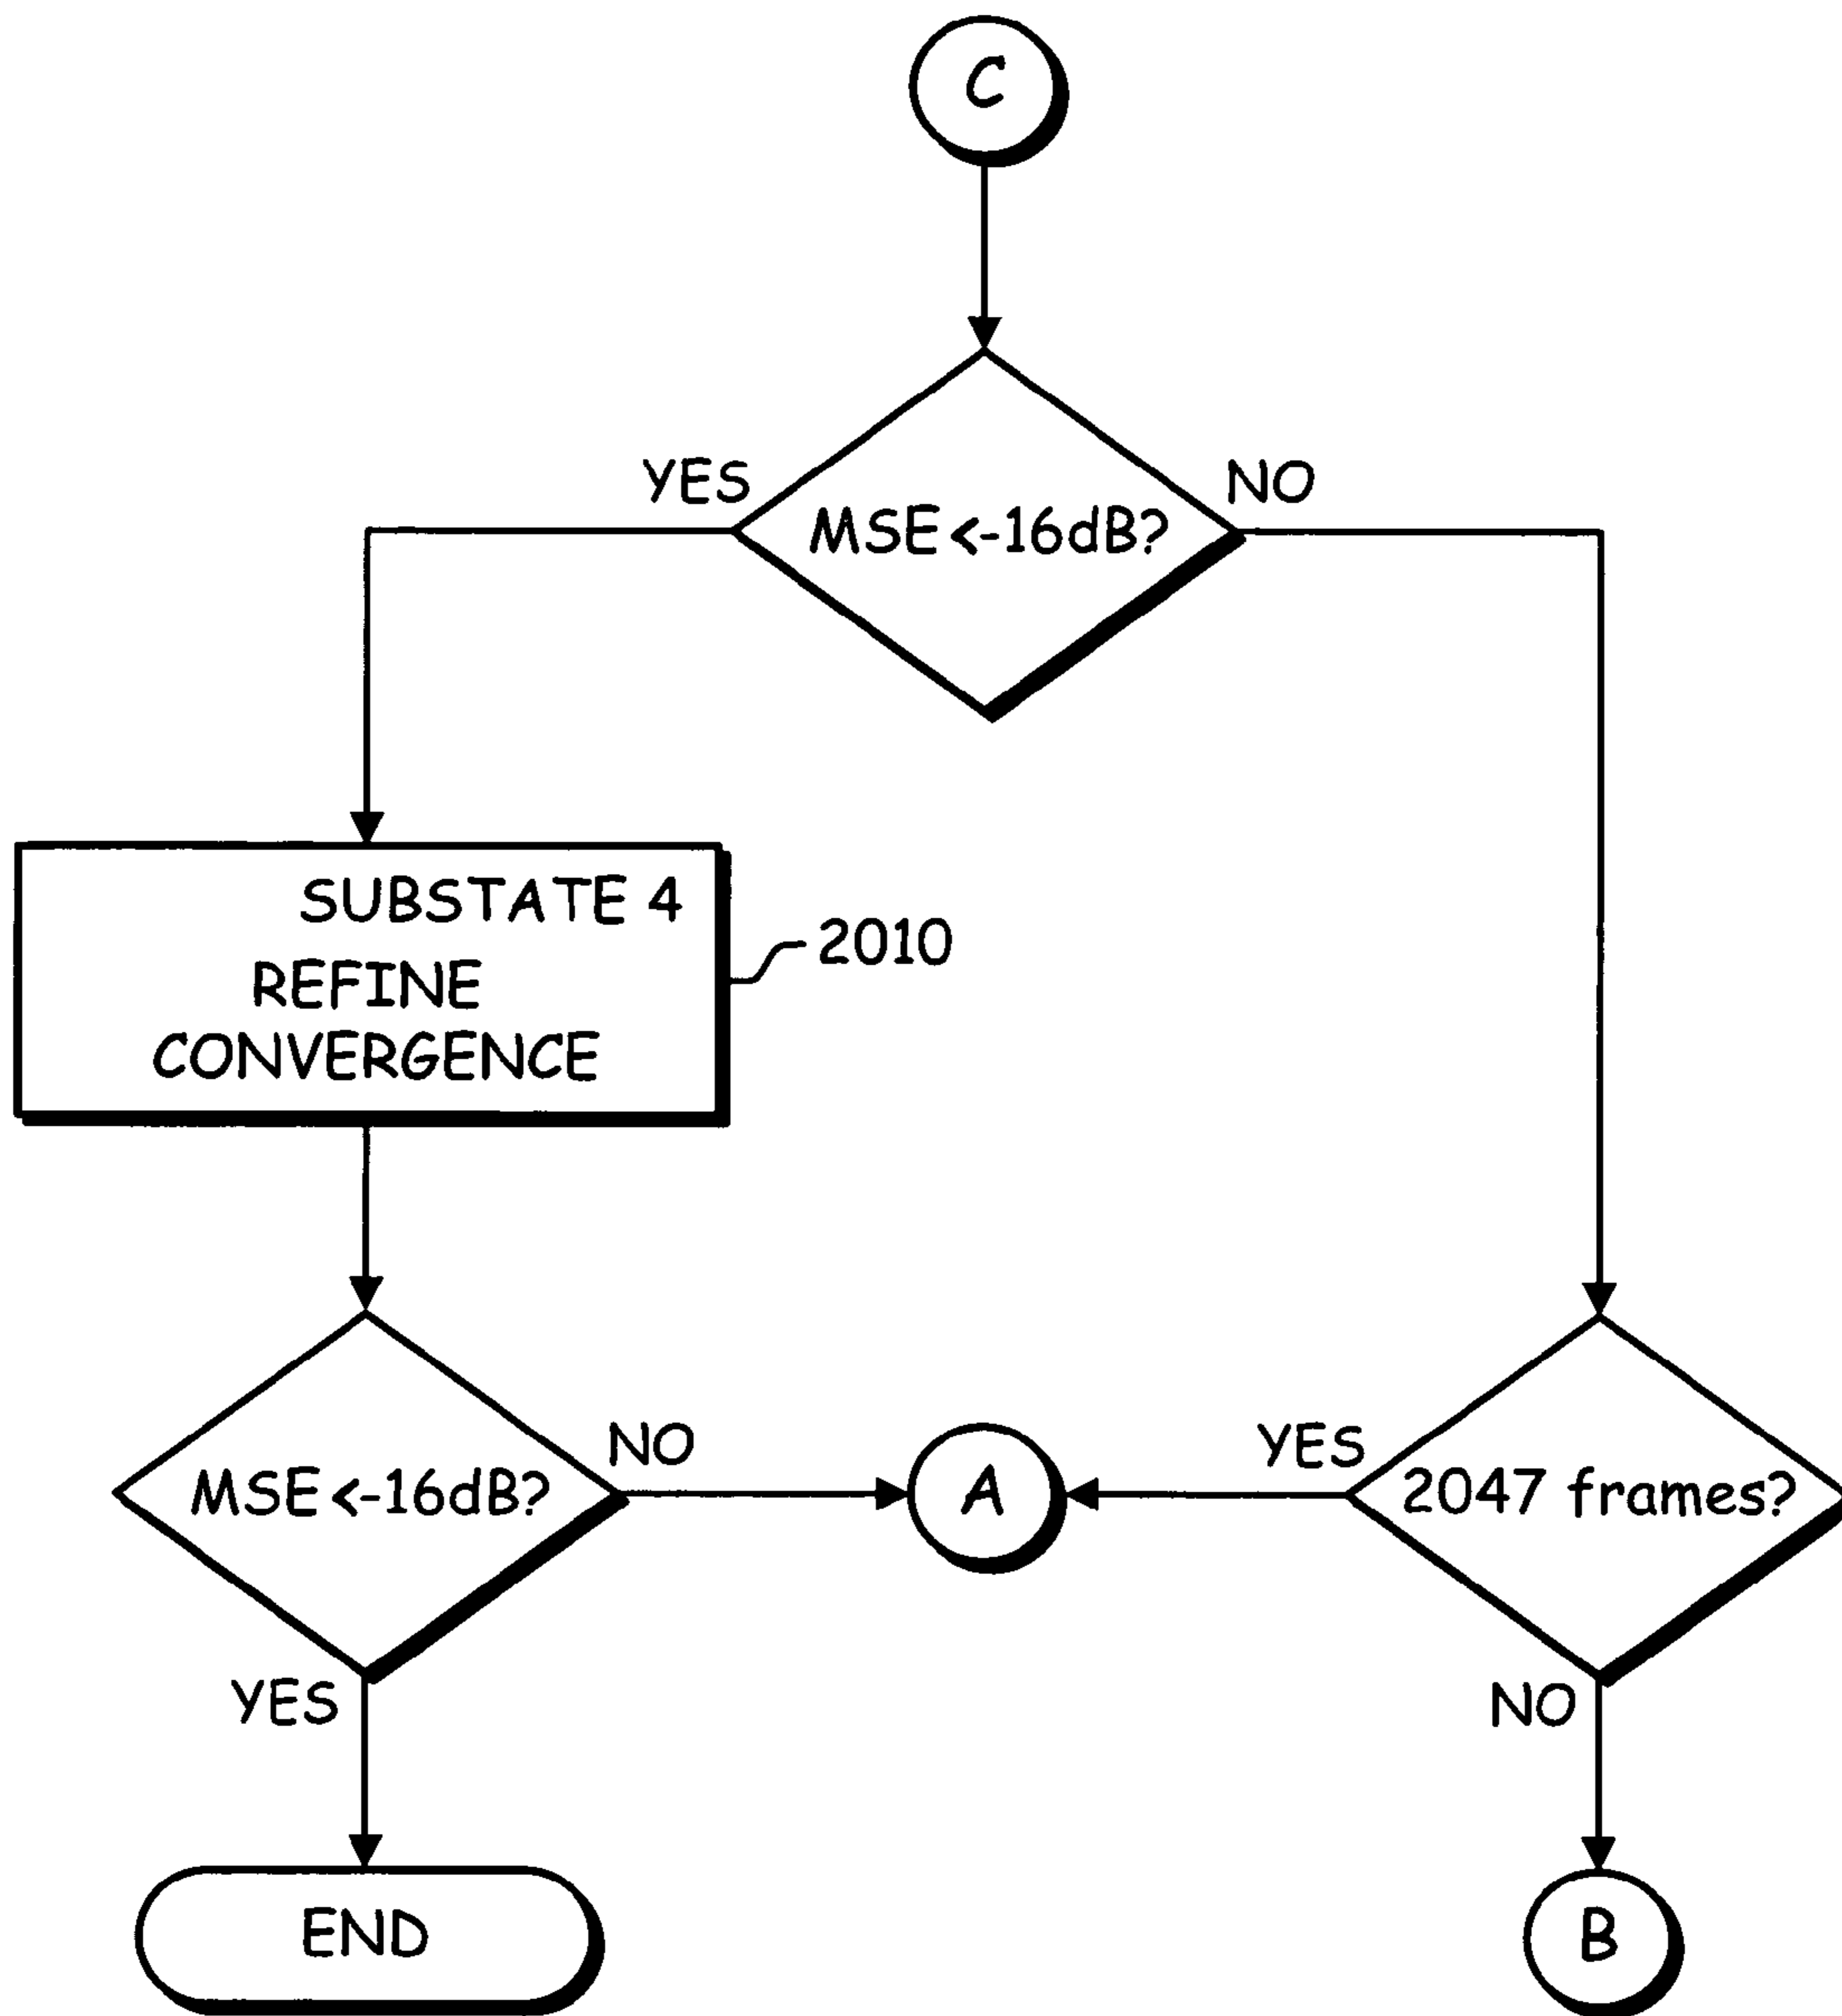 C
YES
NO
MSE<-16dB?
SUBSTATE 4
REFINE
CONVERGENCE
2010
NO
YES
MSE<-16dB?
A
2047 frames?
YES
NO
END
B